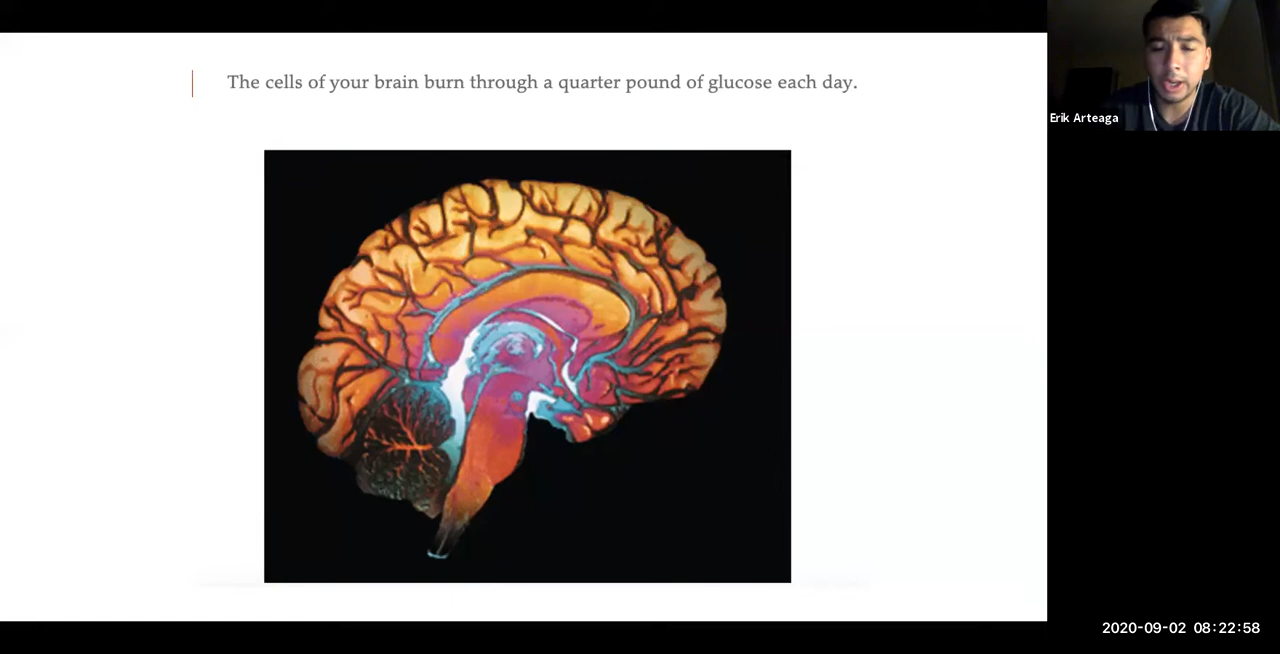 The cells of your brain burn through a quarter pound of glucose each day.
Erik Arteaga
2020-09-02 08:22:58